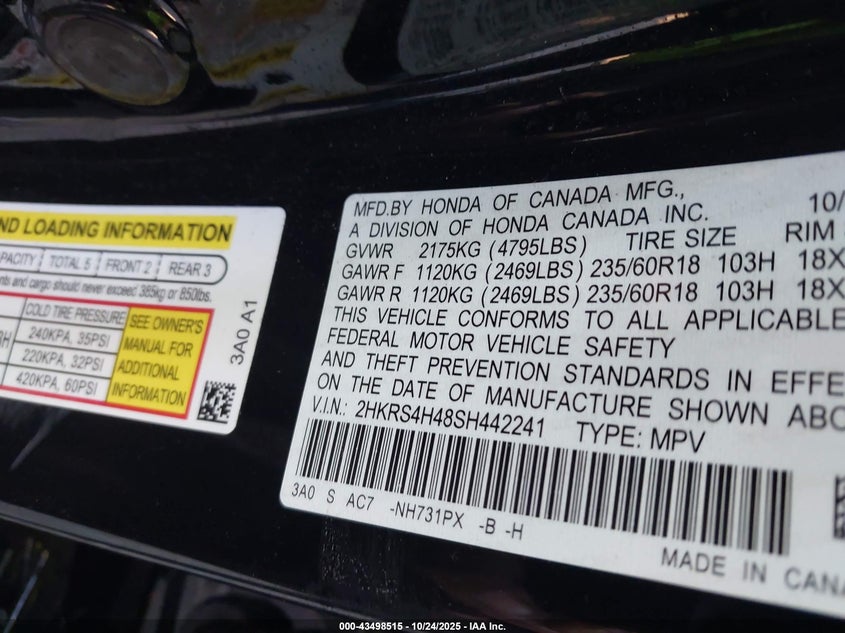 ND LOADING INFORMATION
PACITY TOTAL 5 FRONT 2 REAR 3
nts and cargo should never exceed 385kg or 850lbs.
COLD TIRE PRESSURE
240KPA, 35PSI
220KPA, 32PSI
420KPA, 60PSI
SEE OWNER'S
MANUAL FOR
ADDITIONAL
INFORMATION
3A0 A1
MFD.BY HONDA OF CANADA MFG., 10/
A DIVISION OF HONDA CANADA INC.
GVWR 2175KG (4795LBS) TIRE SIZE RIM
GAWR F 1120KG (2469LBS) 235/60R18 103H 18X
GAWR R 1120KG (2469LBS) 235/60R18 103H 18X
THIS VEHICLE CONFORMS TO ALL APPLICABLE
FEDERAL MOTOR VEHICLE SAFETY
AND THEFT PREVENTION STANDARDS IN EFFE
ON THE DATE OF MANUFACTURE SHOWN ABO
V.I.N.: 2HKRS4H48SH442241 TYPE: MPV
3A0 S AC7 -NH731PX -B -H
MADE IN CANA
000-43498515 - 10/24/2025 - IAA Inc.